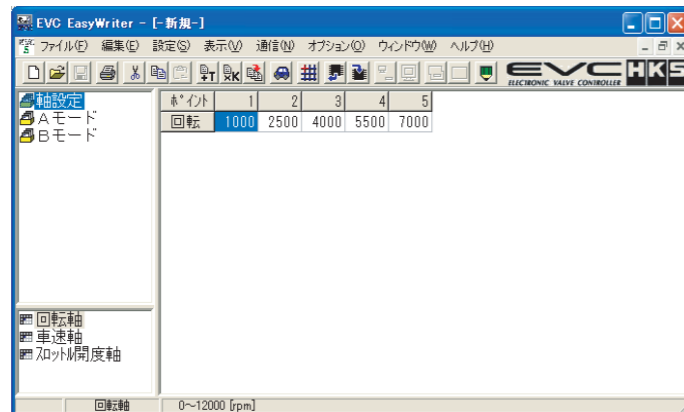 EVC EasyWriter - [-新規-]
ファイル(F) 編集(E) 設定(S) 表示(V) 通信(N) オプション(O) ウィンドウ(W) ヘルプ(H)
EVC HKS
ELECTRONIC VALVE CONTROLLER
軸設定
Aモード
Bモード
ポイント 1 2 3 4 5
回転 1000 2500 4000 5500 7000
回転軸
車速軸
スロットル開度軸
回転軸 0～12000 [rpm]